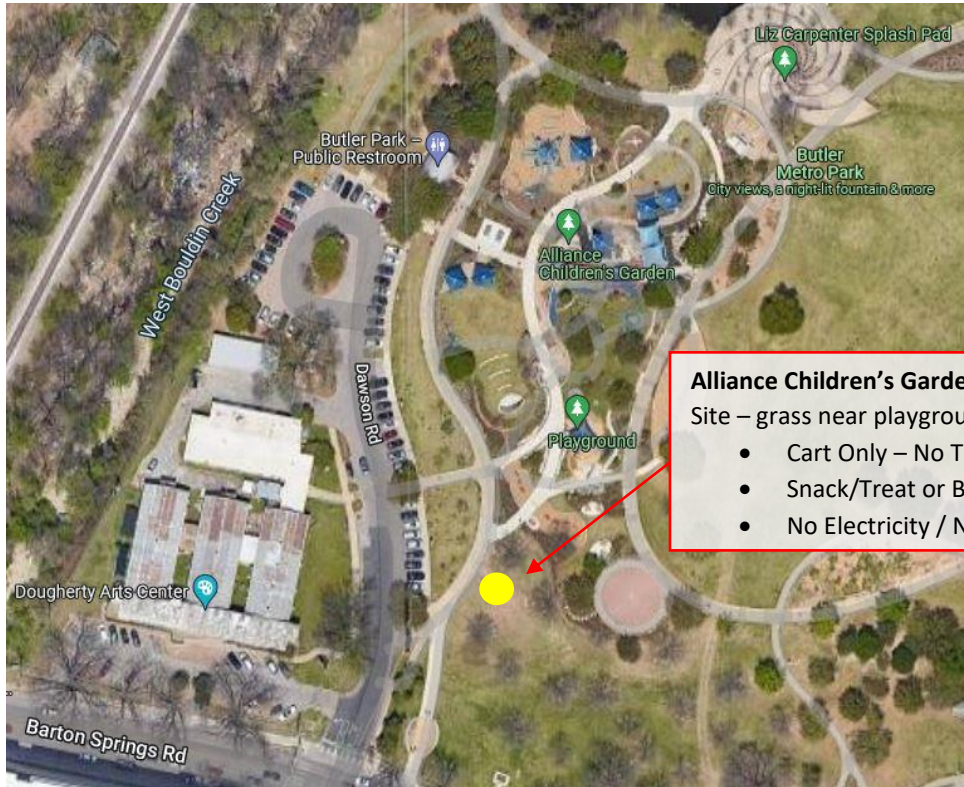 Liz Carpenter Splash Pad
Butler Park –
Public Restroom
Butler
Metro Park
City views, a night-lit fountain & more
West Bouldin Creek
Alliance
Children's Garden
Dawson Rd
Alliance Children's Garde
Site – grass near playgrou
• Cart Only – No T
• Snack/Treat or B
• No Electricity / N
Playground
Dougherty Arts Center
Barton Springs Rd